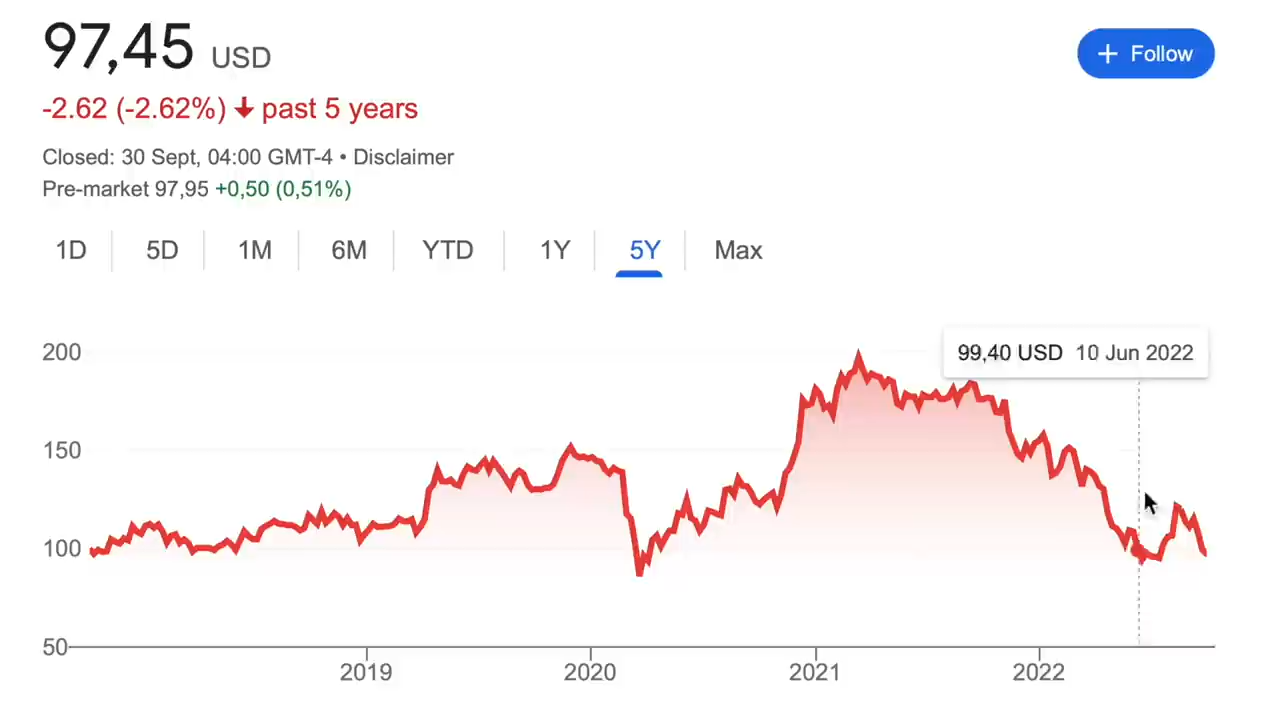 97,45 USD
+ Follow
-2.62 (-2.62%) ↓ past 5 years
Closed: 30 Sept, 04:00 GMT-4 • Disclaimer
Pre-market 97,95 +0,50 (0,51%)
1D 5D 1M 6M YTD 1Y 5Y Max
99,40 USD 10 Jun 2022
200
150
100
50
2019 2020 2021 2022